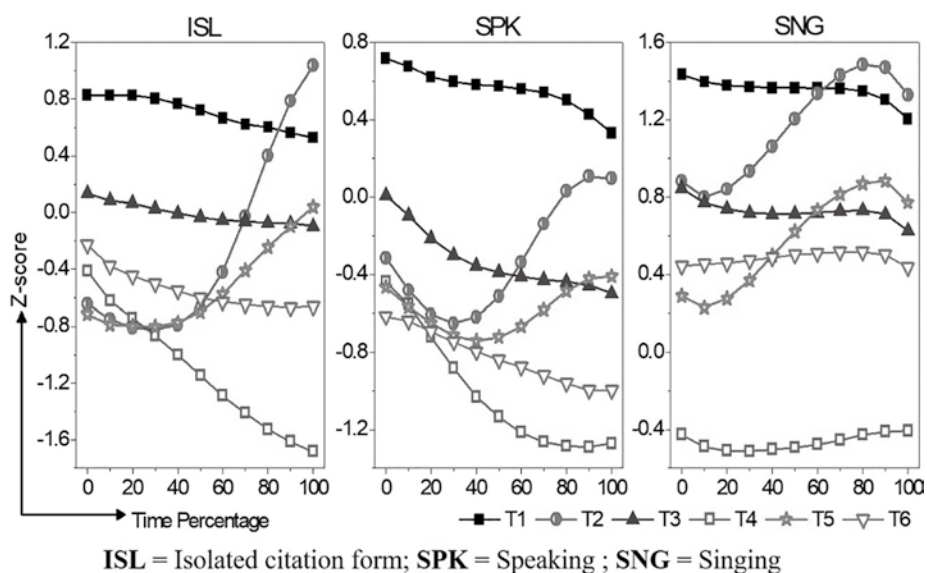 ISL
SPK
SNG
1.2
0.8
0.4
0.0
-0.4
-0.8
-1.2
-1.6
0.8
0.4
0.0
-0.4
-0.8
-1.2
1.6
1.2
0.8
0.4
0.0
-0.4
Z-score
0 20 40 60 80 100
0 20 40 60 80 100
0 20 40 60 80 100
Time Percentage
T1 T2 T3 T4 T5 T6
ISL = Isolated citation form; SPK = Speaking ; SNG = Singing